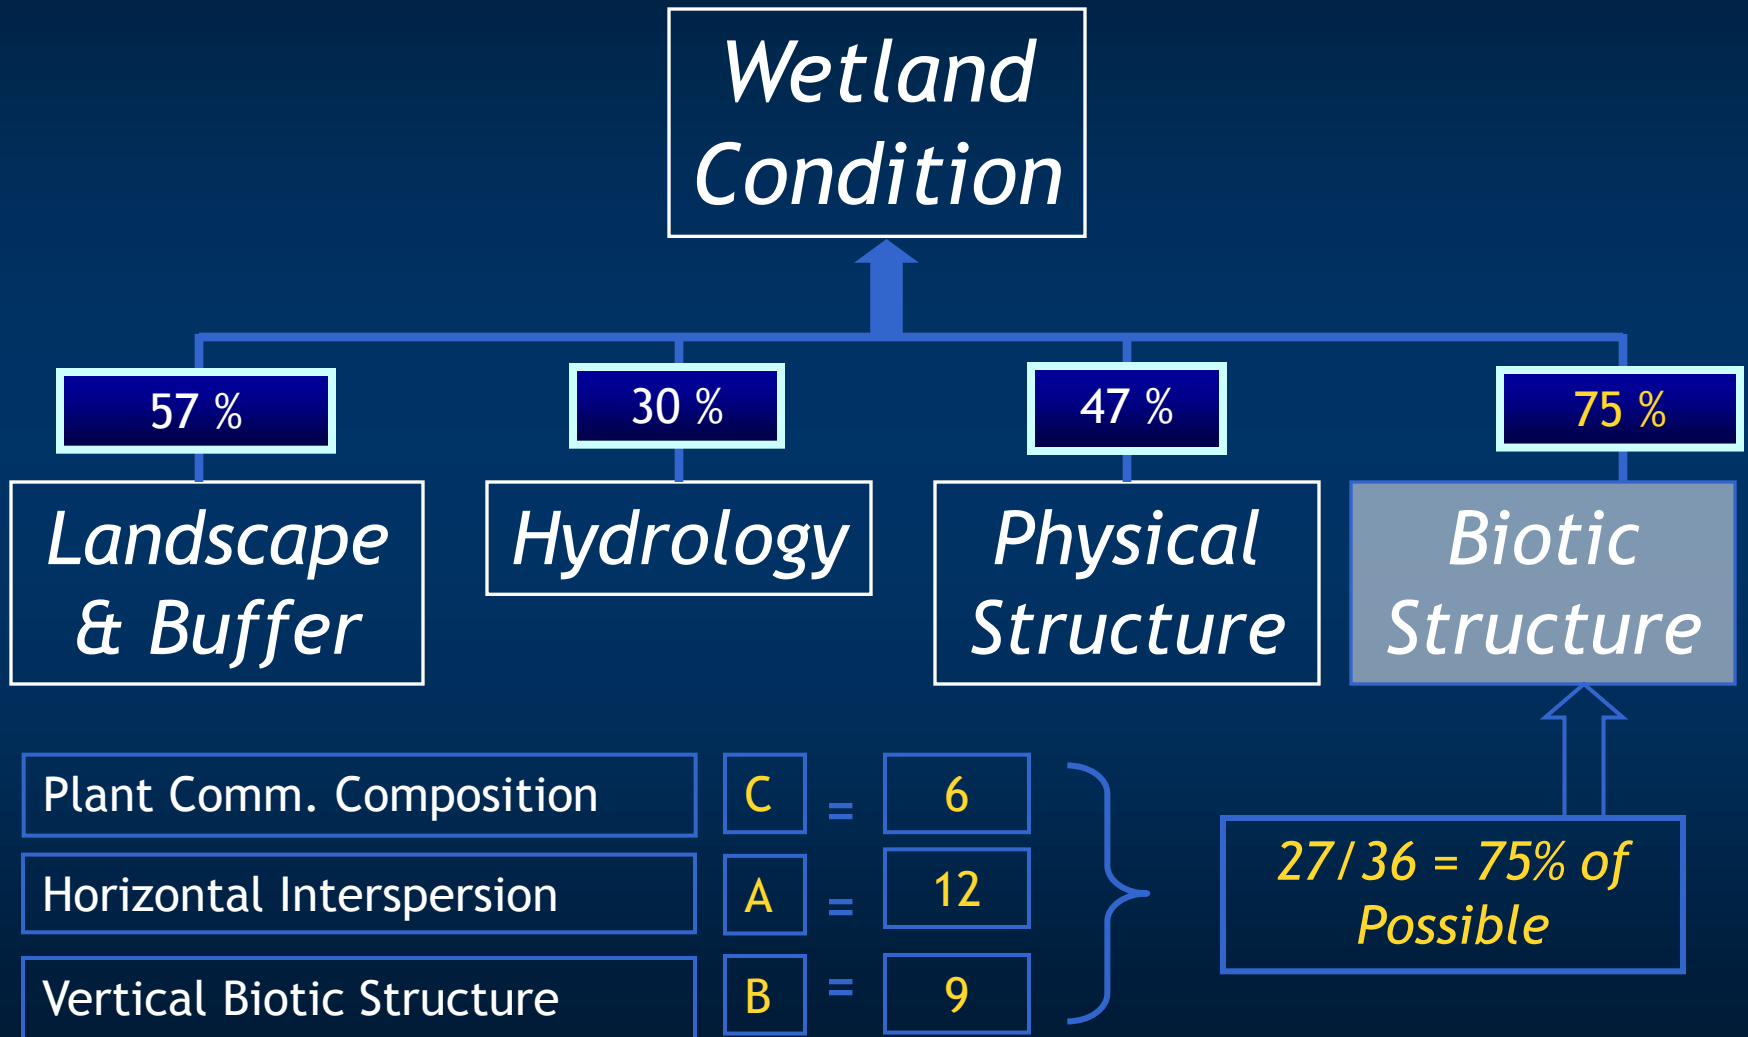 Wetland
Condition
57 %
30 %
47 %
75 %
Landscape
& Buffer
Hydrology
Physical
Structure
Biotic
Structure
Plant Comm. Composition C = 6
Horizontal Interspersion A = 12
Vertical Biotic Structure B = 9
27/36 = 75% of
Possible